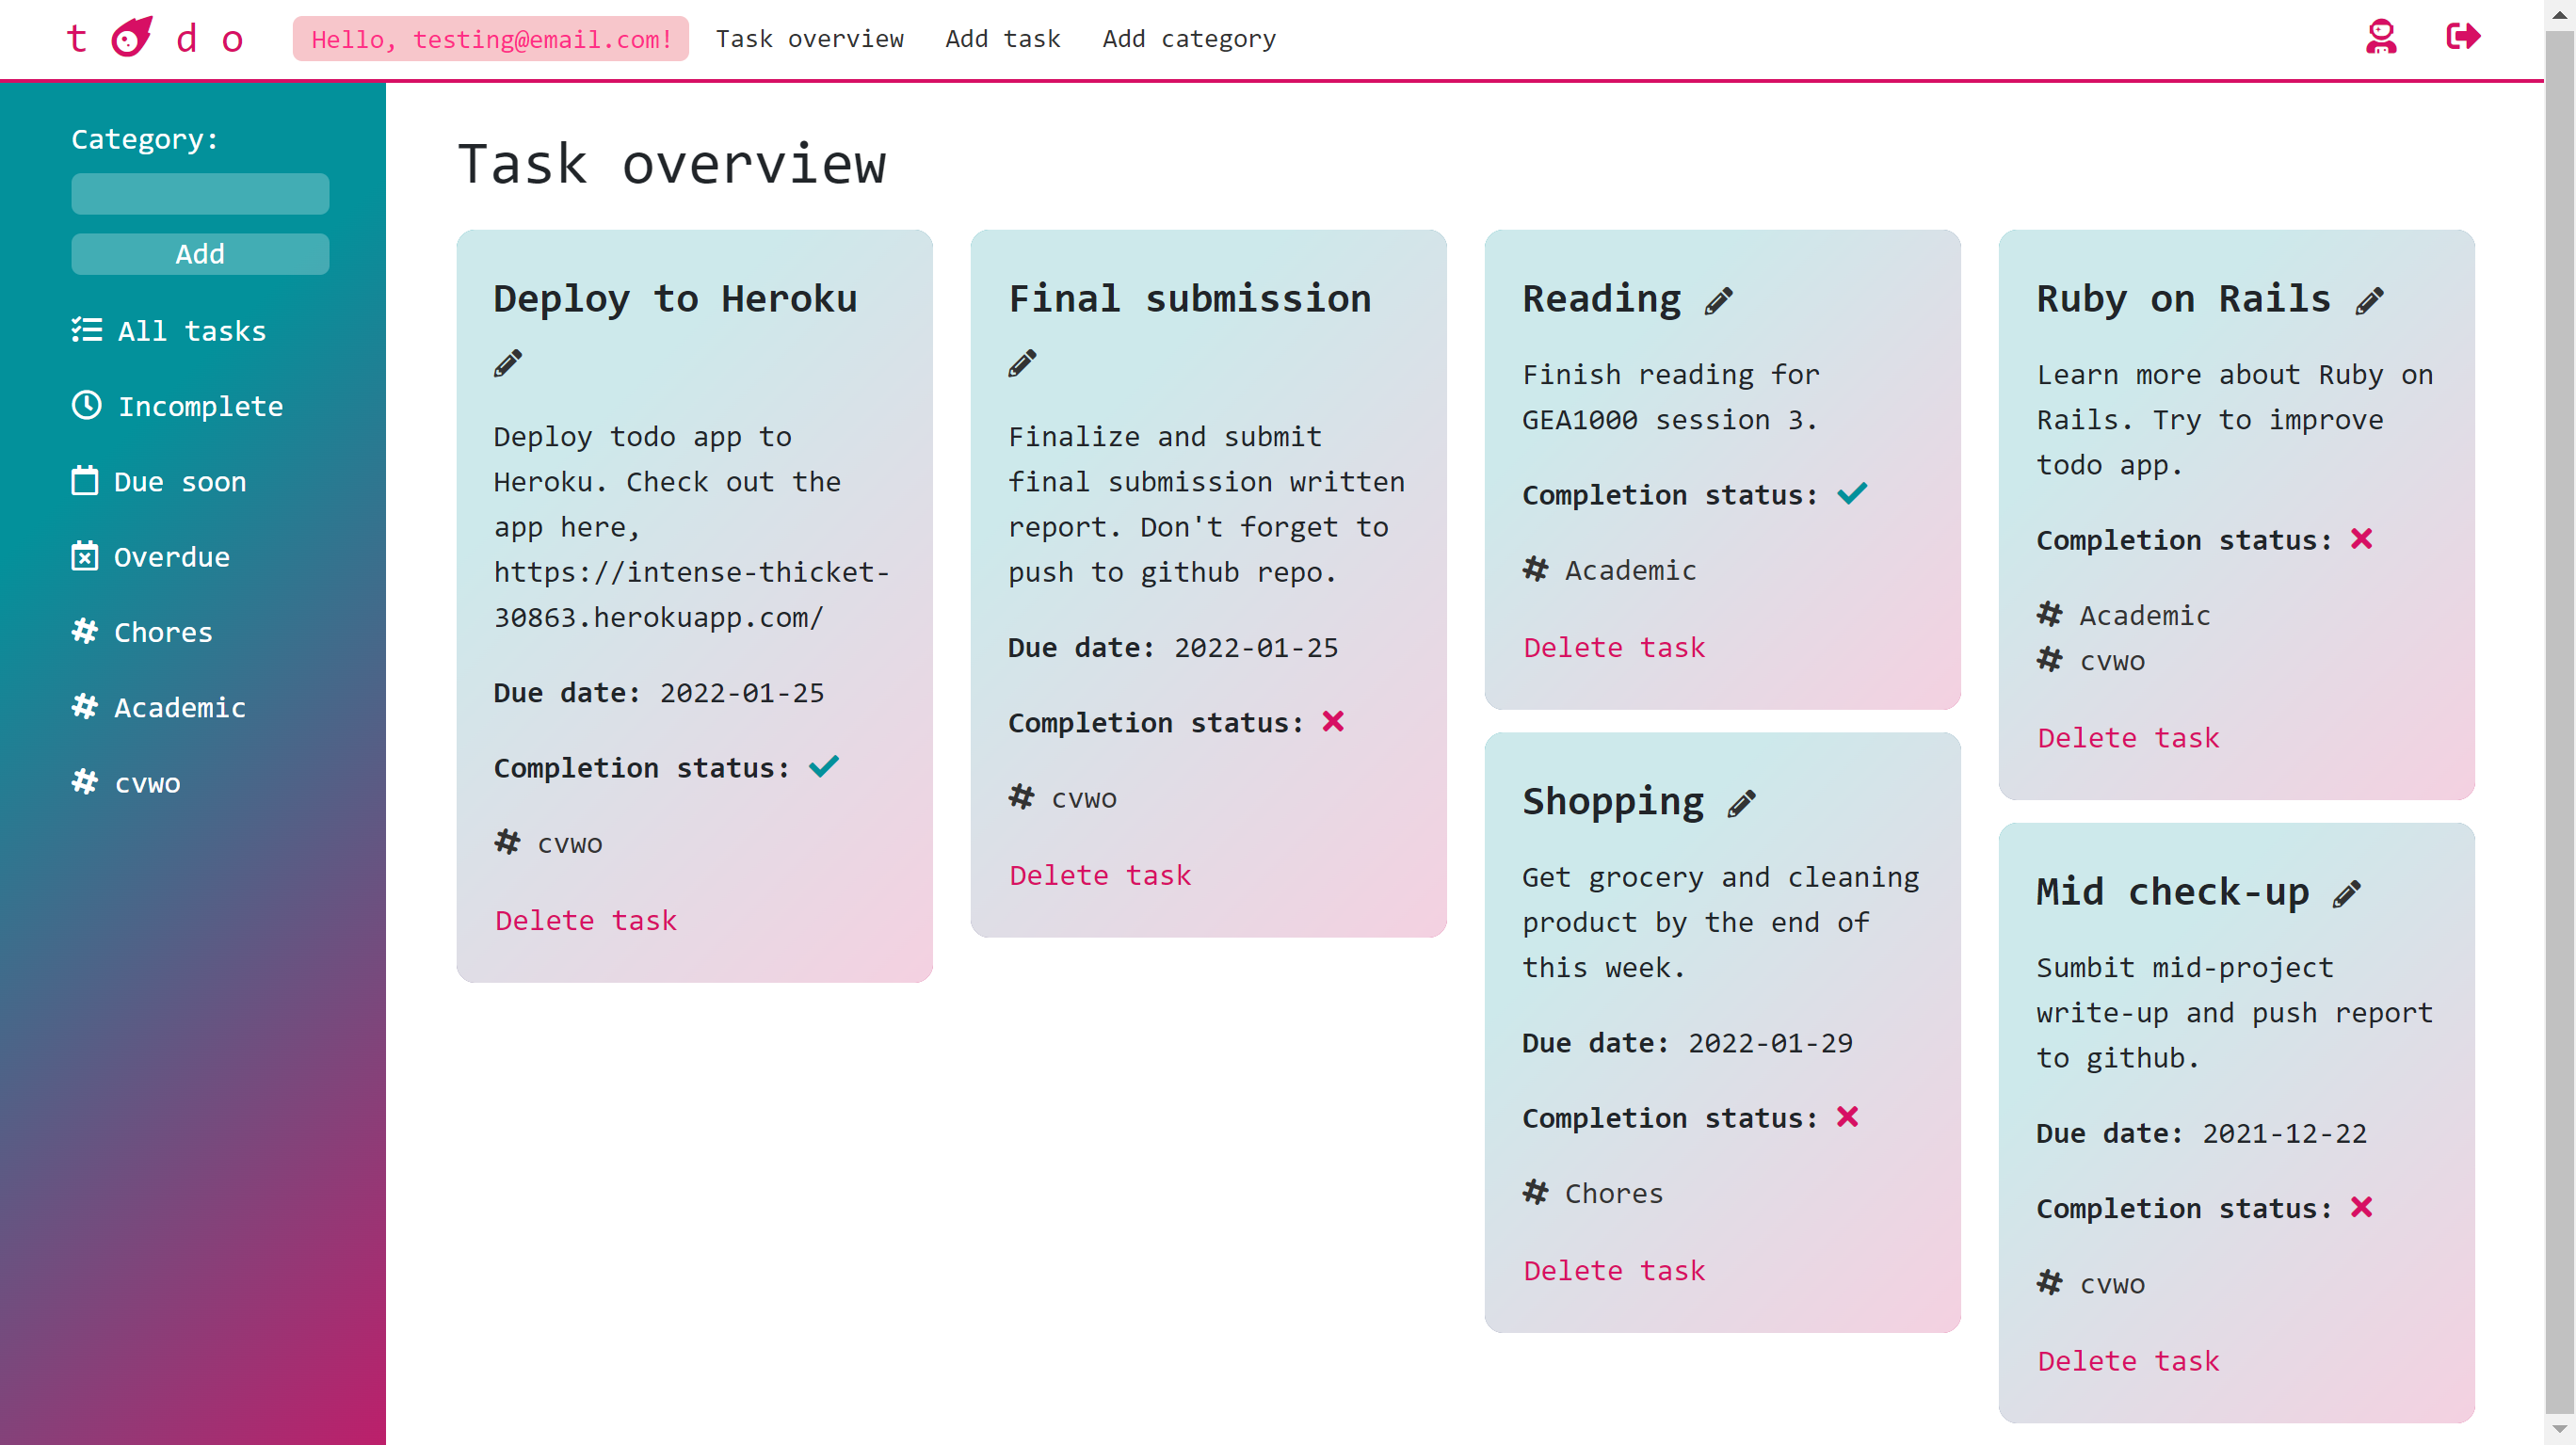 t d o
Hello, testing@email.com!
Task overview
Add task
Add category
Category:
Add
All tasks
Incomplete
Due soon
Overdue
Chores
Academic
cvwo
Task overview
Deploy to Heroku
Deploy todo app to
Heroku. Check out the
app here,
https://intense-thicket-
30863.herokuapp.com/
Due date: 2022-01-25
Completion status:
cvwo
Delete task
Final submission
Finalize and submit
final submission written
report. Don't forget to
push to github repo.
Due date: 2022-01-25
Completion status:
cvwo
Delete task
Reading
Finish reading for
GEA1000 session 3.
Completion status:
Academic
Delete task
Shopping
Get grocery and cleaning
product by the end of
this week.
Due date: 2022-01-29
Completion status:
Chores
Delete task
Ruby on Rails
Learn more about Ruby on
Rails. Try to improve
todo app.
Completion status:
Academic
cvwo
Delete task
Mid check-up
Sumbit mid-project
write-up and push report
to github.
Due date: 2021-12-22
Completion status:
cvwo
Delete task